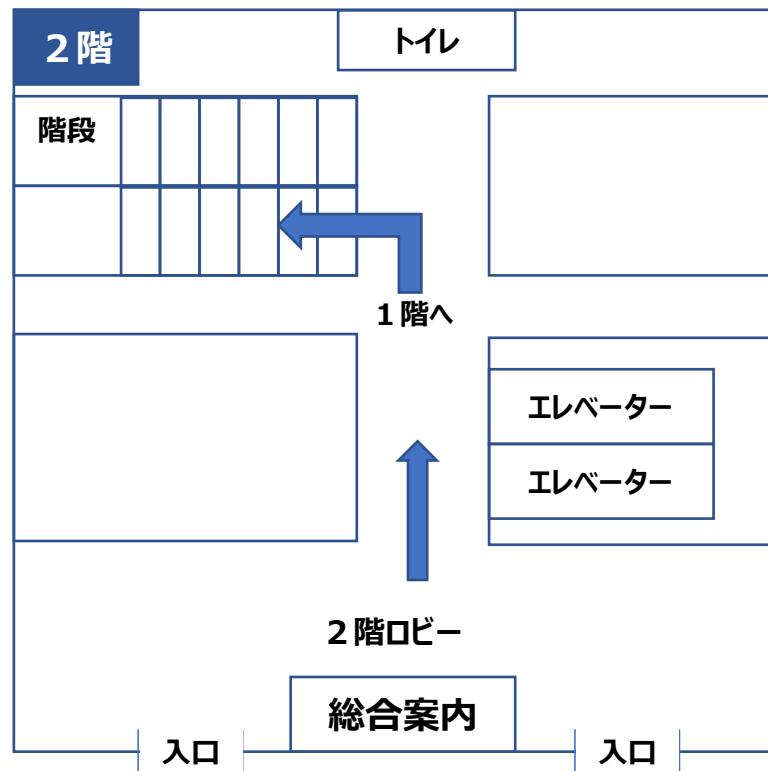 ２階
トイレ
階段
１階へ
エレベーター
エレベーター
２階ロビー
総合案内
入口
入口